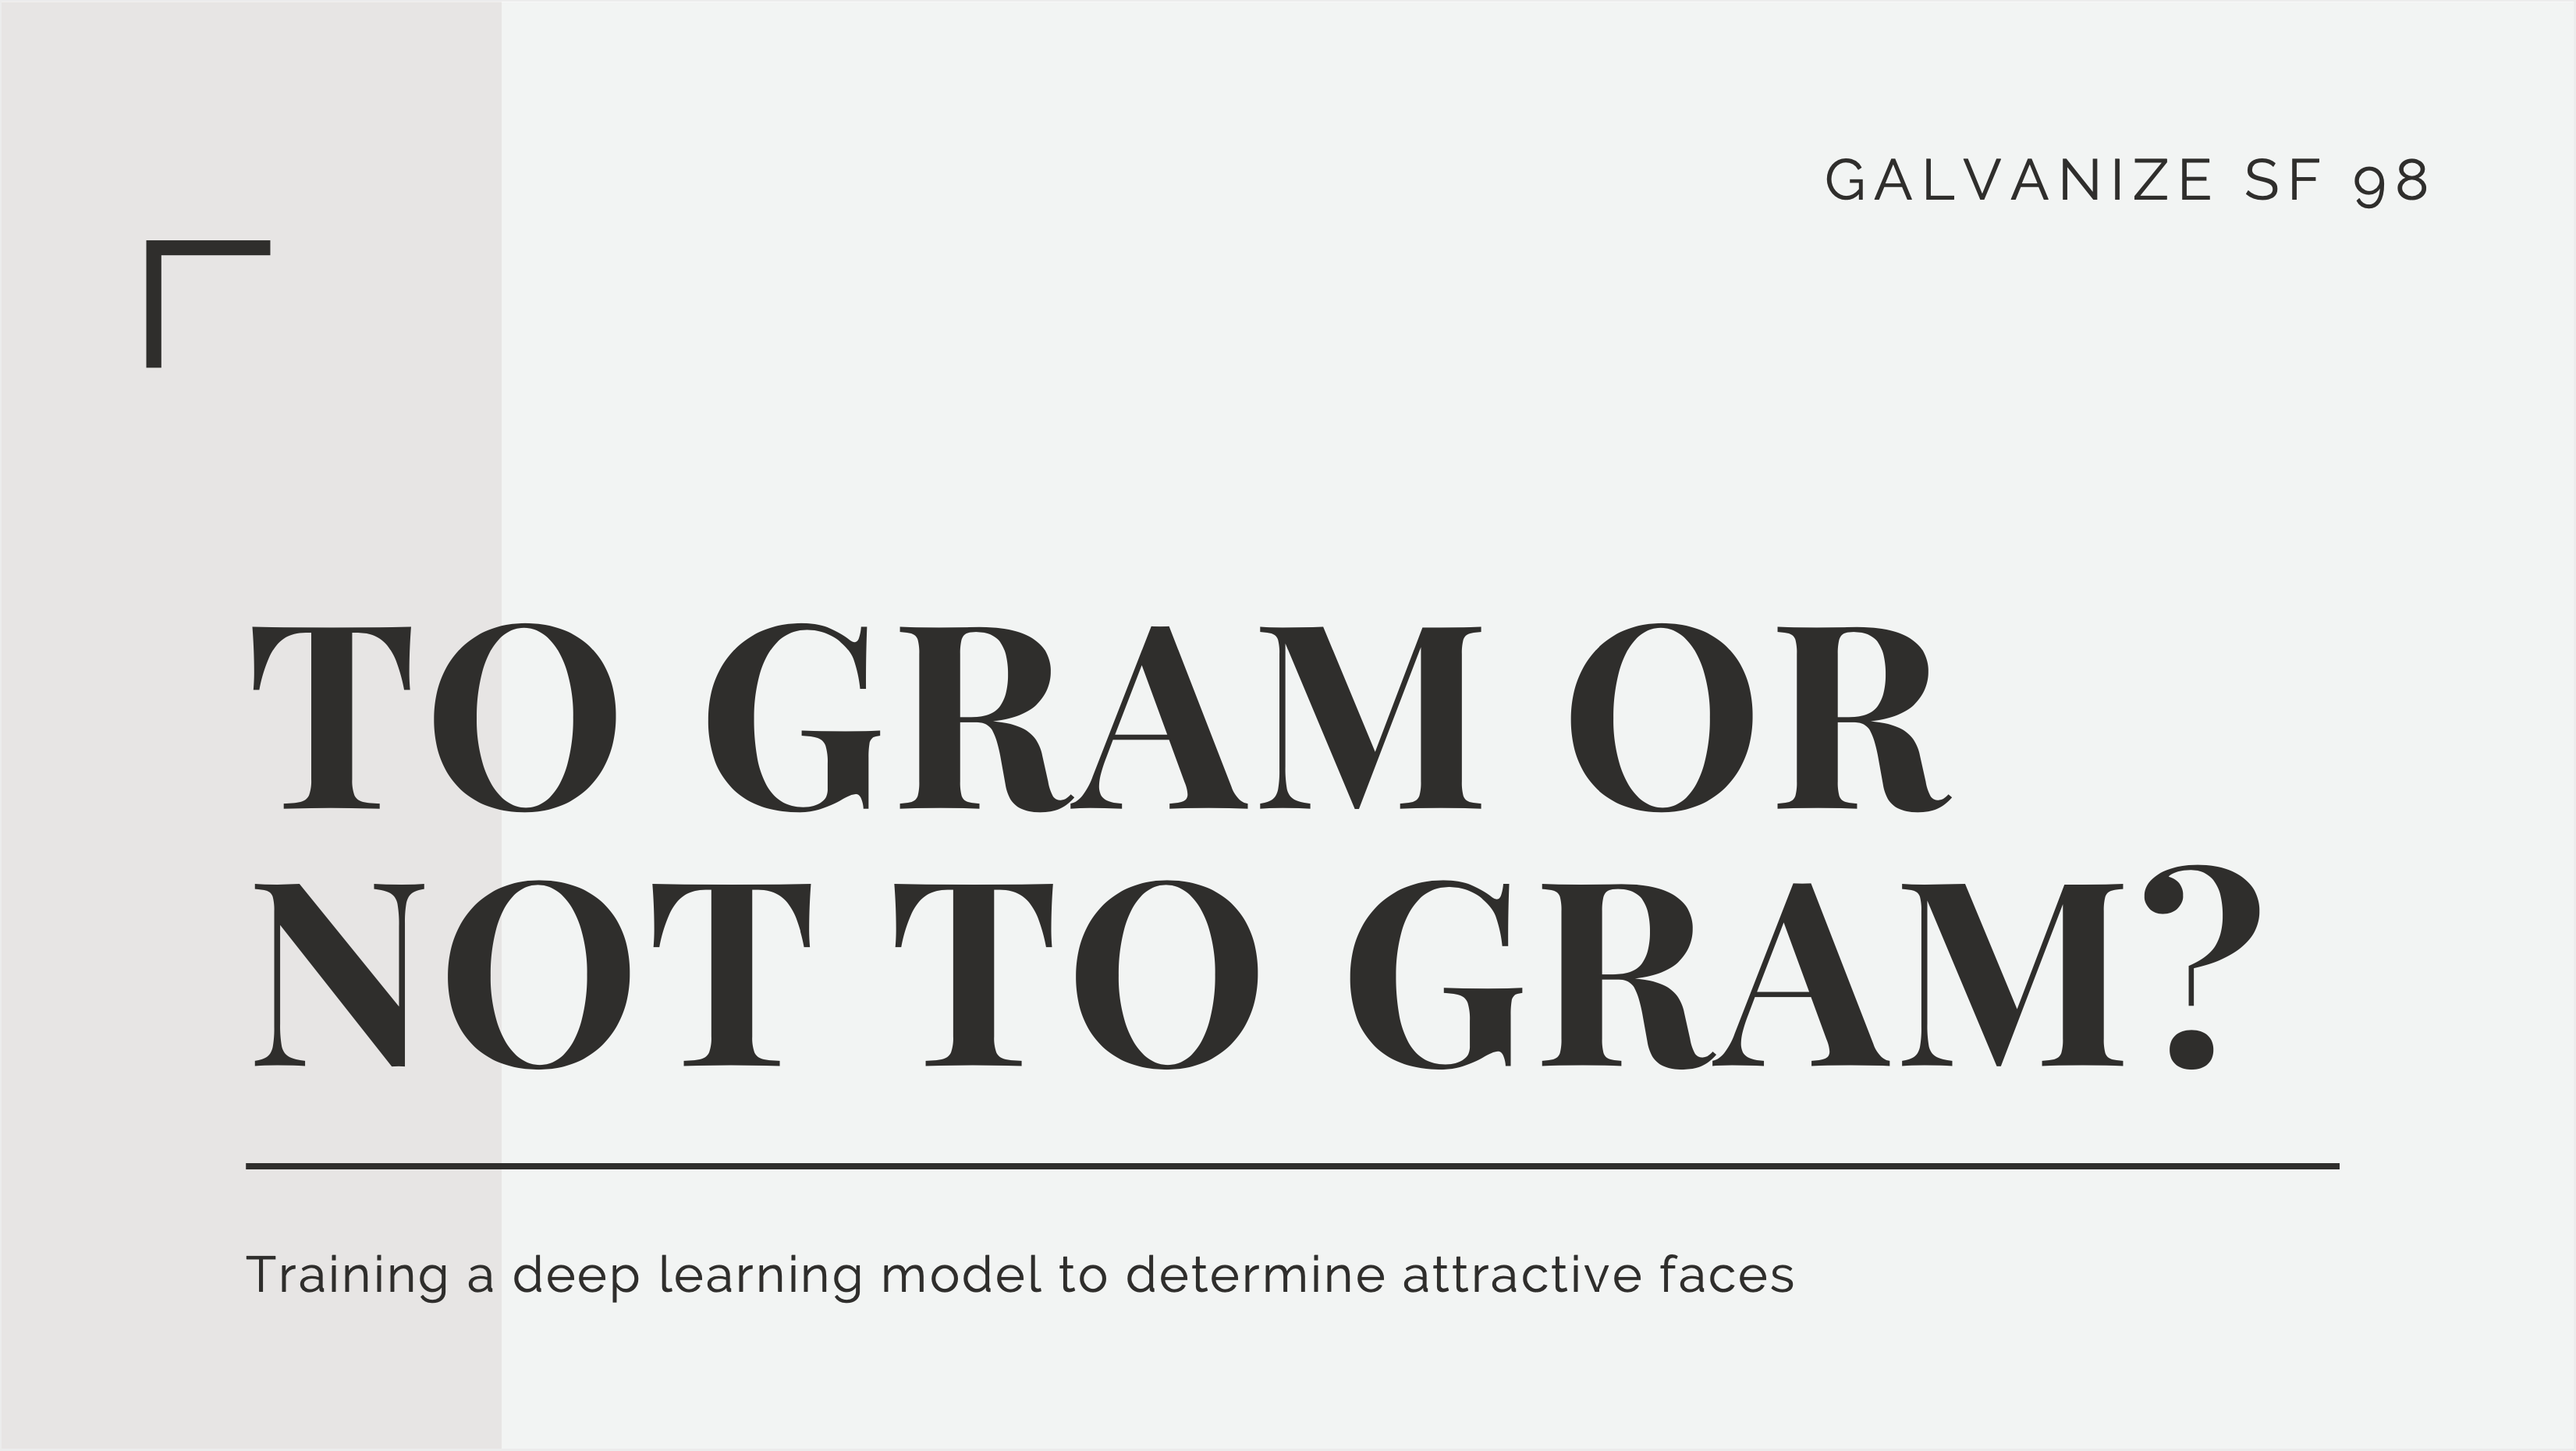 GALVANIZE SF 98
TO GRAM OR
NOT TO GRAM?
Training a deep learning model to determine attractive faces